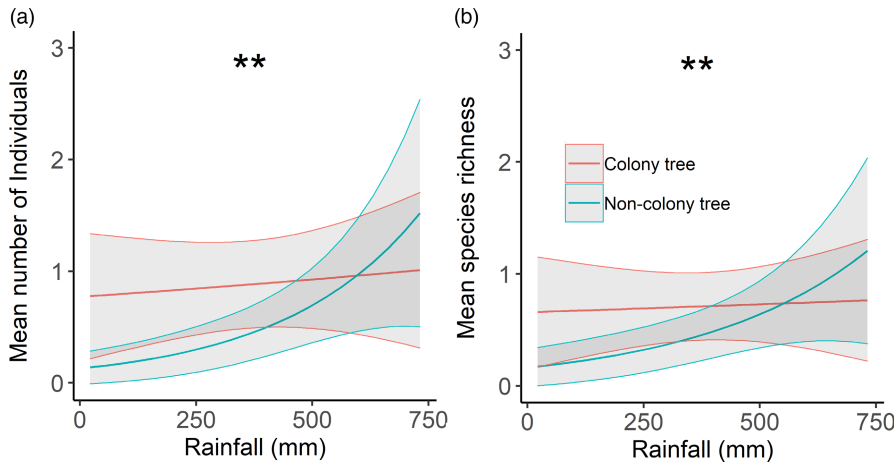 (a)
**
Mean number of Individuals
3
2
1
0
0 250 500 750
Rainfall (mm)
(b)
**
Mean species richness
3
2
1
0
Colony tree
Non-colony tree
0 250 500 750
Rainfall (mm)